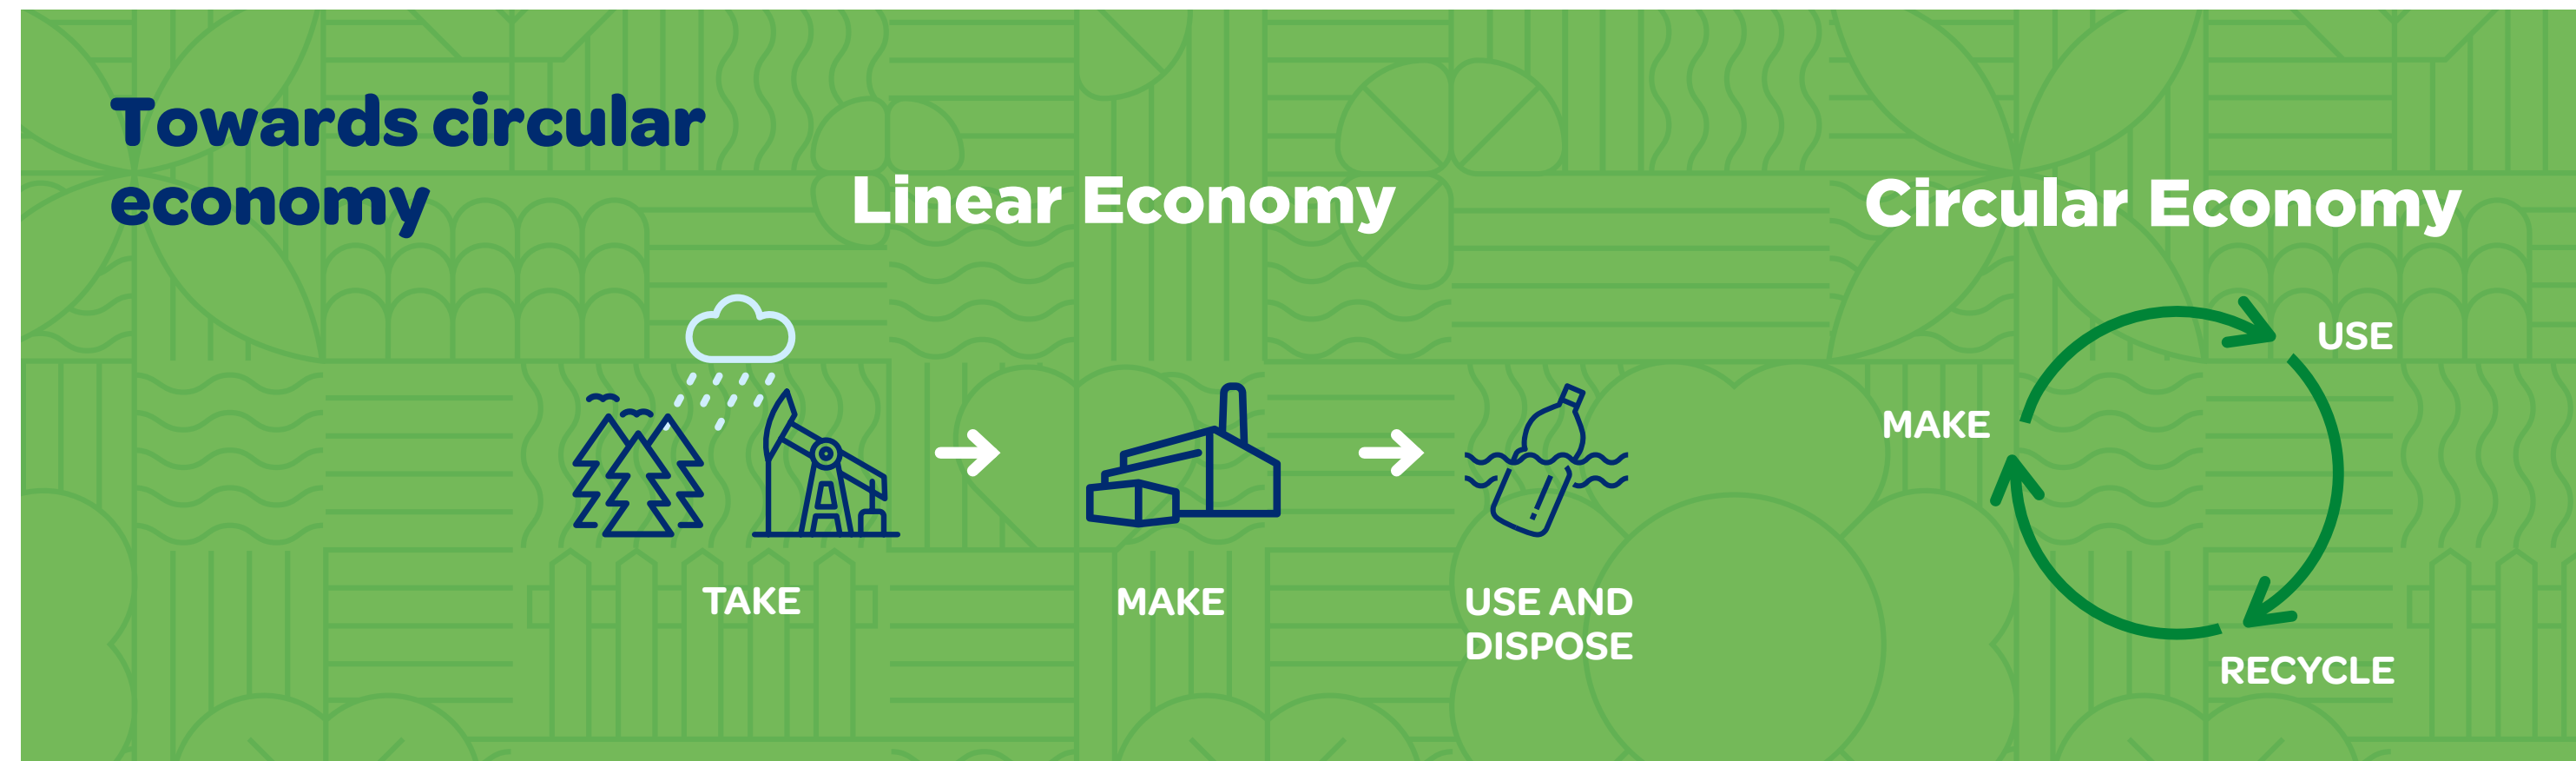 Towards circular
economy
Linear Economy
TAKE
MAKE
USE AND
DISPOSE
Circular Economy
USE
MAKE
RECYCLE